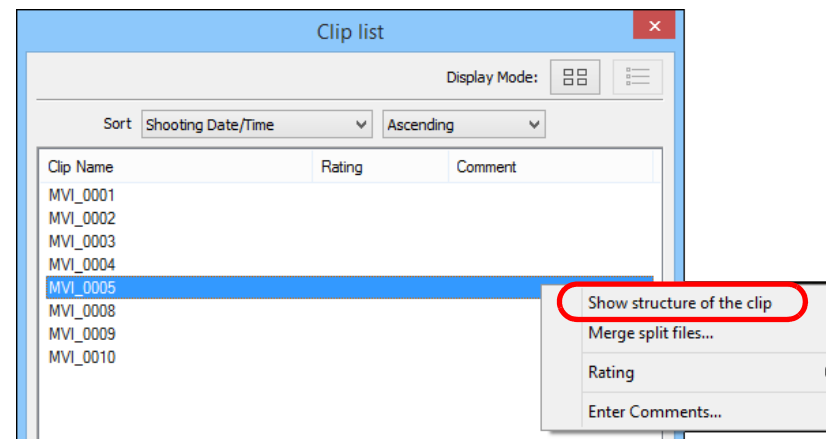 Clip list
Display Mode:
Sort Shooting Date/Time Ascending
Clip Name Rating Comment
MVI_0001
MVI_0002
MVI_0003
MVI_0004
MVI_0005
MVI_0008
MVI_0009
MVI_0010
Show structure of the clip
Merge split files...
Rating
Enter Comments...